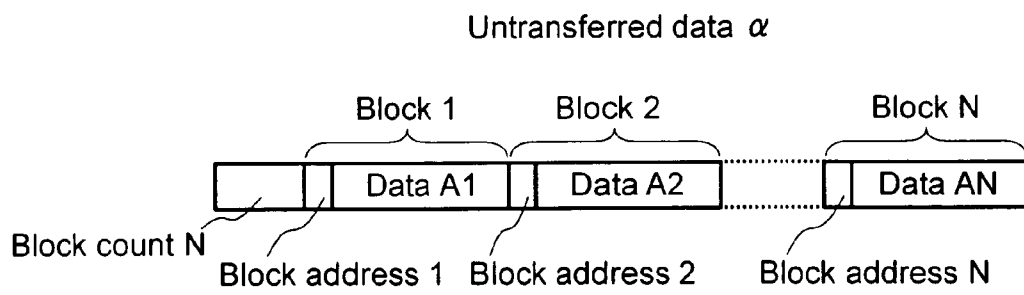 Untransferred data α
Block 1 Block 2 Block N
Data A1 Data A2 Data AN
Block count N
Block address 1 Block address 2 Block address N